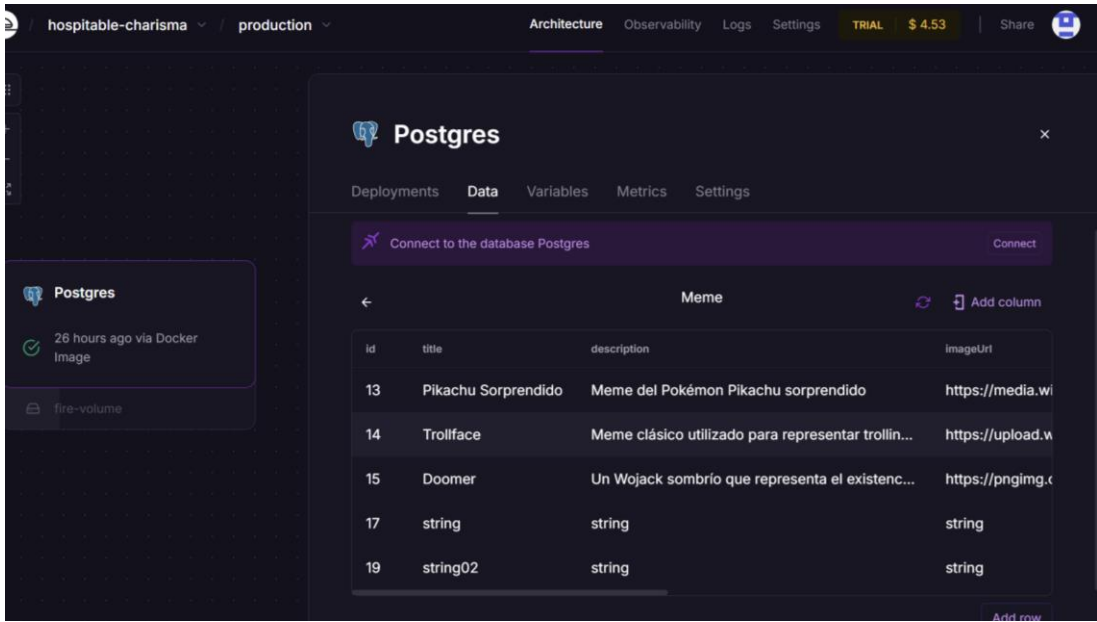 hospitable-charisma / production
Architecture Observability Logs Settings TRIAL $ 4.53 Share
Postgres
Deployments Data Variables Metrics Settings
Connect to the database Postgres Connect
Postgres
26 hours ago via Docker
Image
fire-volume
Meme Add column
id title description imageUrl
13 Pikachu Sorprendido Meme del Pokémon Pikachu sorprendido https://media.wi
14 Trollface Meme clásico utilizado para representar trollin... https://upload.w
15 Doomer Un Wojack sombrío que representa el existenc... https://pngimg.c
17 string string string
19 string02 string string
Add row